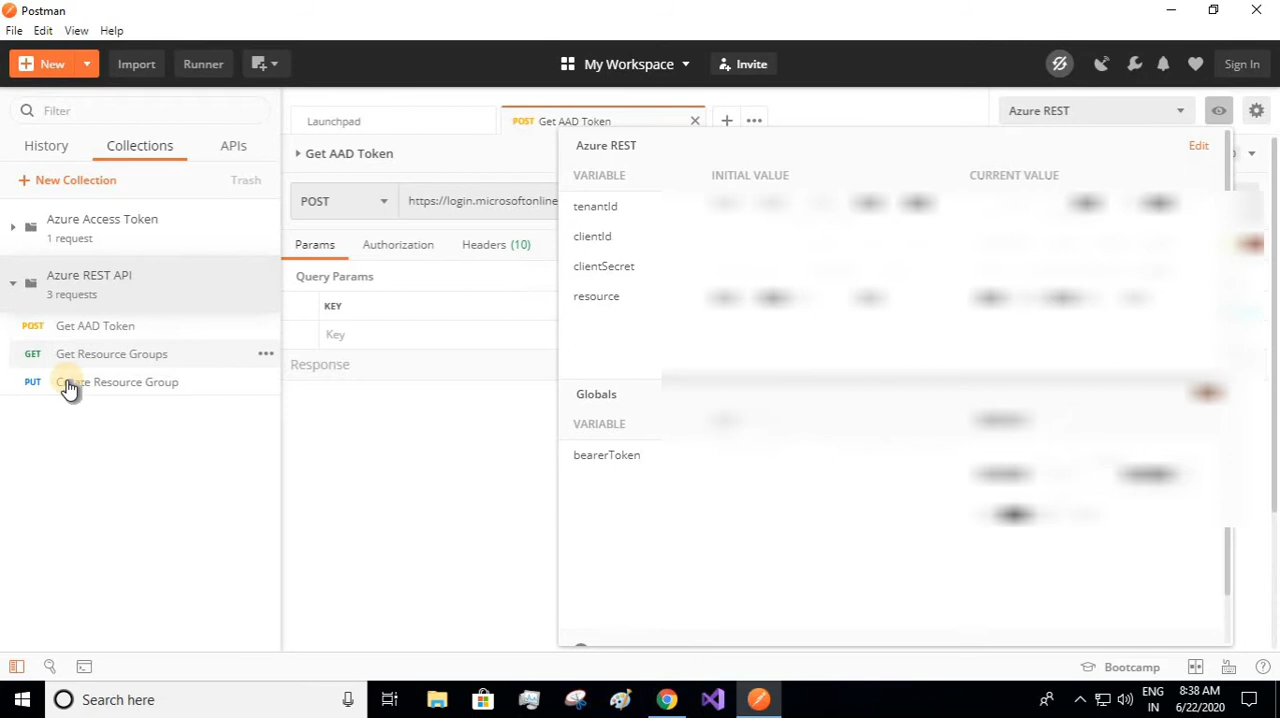 Postman
File Edit View Help
New Import Runner My Workspace Invite Sign In
Filter
History Collections APIs
New Collection Trash
Azure Access Token
1 request
Azure REST API
3 requests
POST Get AAD Token
GET Get Resource Groups
PUT Create Resource Group
Launchpad POST Get AAD Token
Get AAD Token
POST https://login.microsoftonline
Params Authorization Headers (10)
Query Params
KEY
Key
Response
Azure REST
Azure REST Edit
VARIABLE INITIAL VALUE CURRENT VALUE
tenantId
clientId
clientSecret
resource
Globals
VARIABLE
bearerToken
Bootcamp
Search here
ENG
IN
8:38 AM
6/22/2020